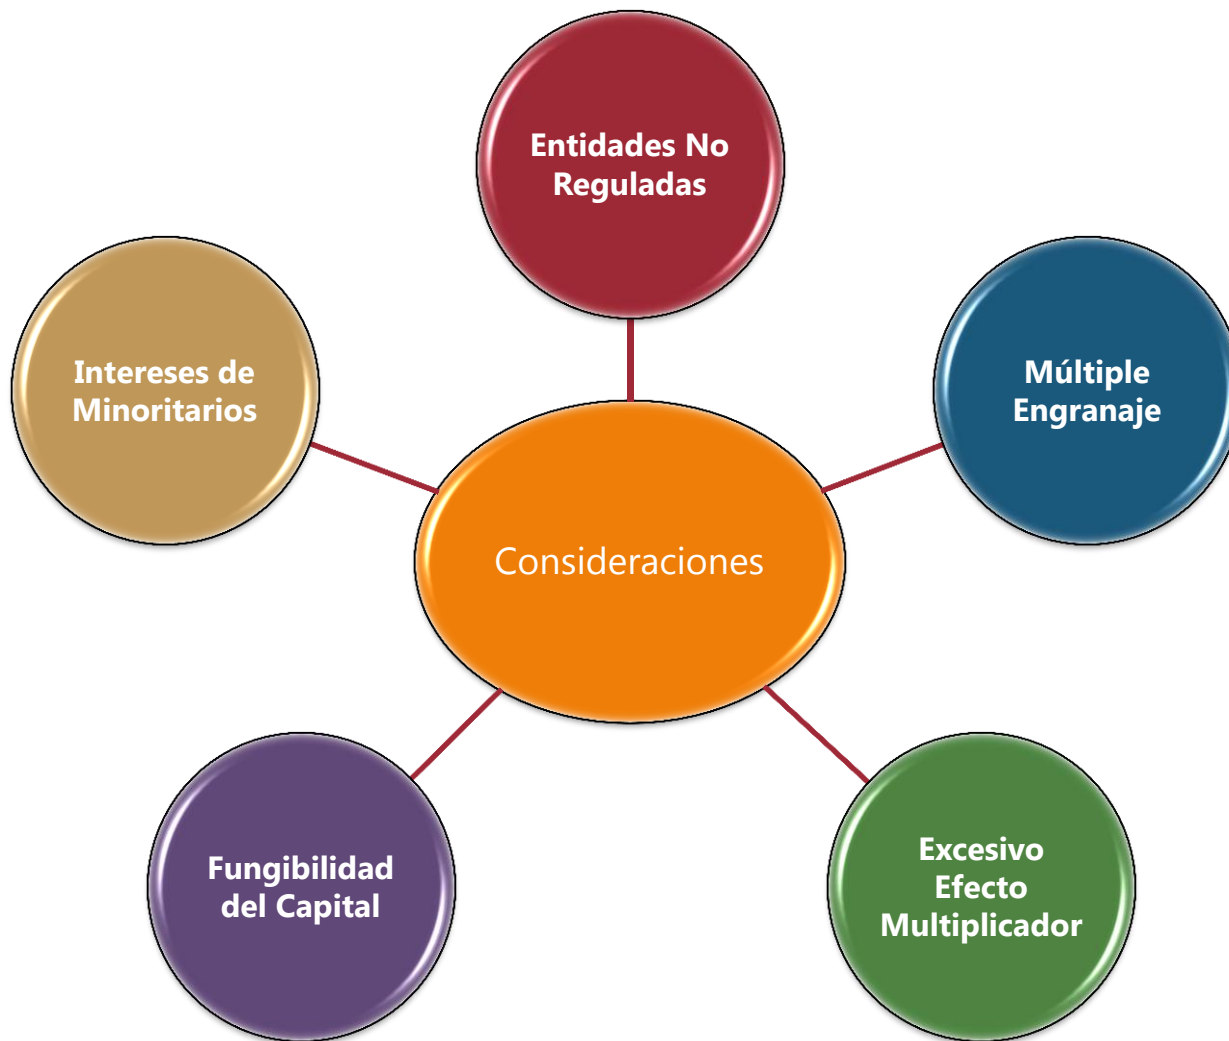 Entidades No
Reguladas
Intereses de
Minoritarios
Múltiple
Engranaje
Consideraciones
Fungibilidad
del Capital
Excesivo
Efecto
Multiplicador